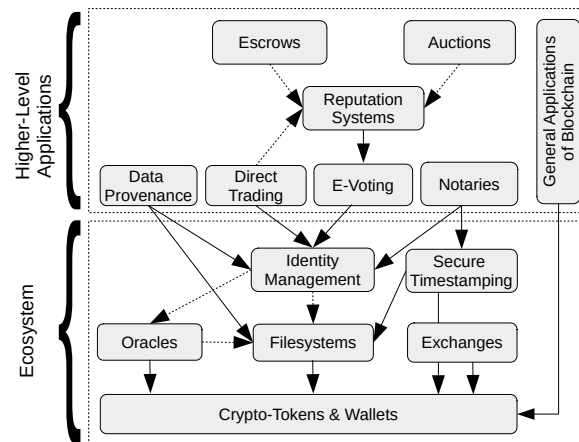 Higher-Level
Applications
Escrows
Auctions
General Applications
of Blockchain
Reputation
Systems
Data
Provenance
Direct
Trading
E-Voting
Notaries
Ecosystem
Identity
Management
Secure
Timestamping
Oracles
Filesystems
Exchanges
Crypto-Tokens & Wallets